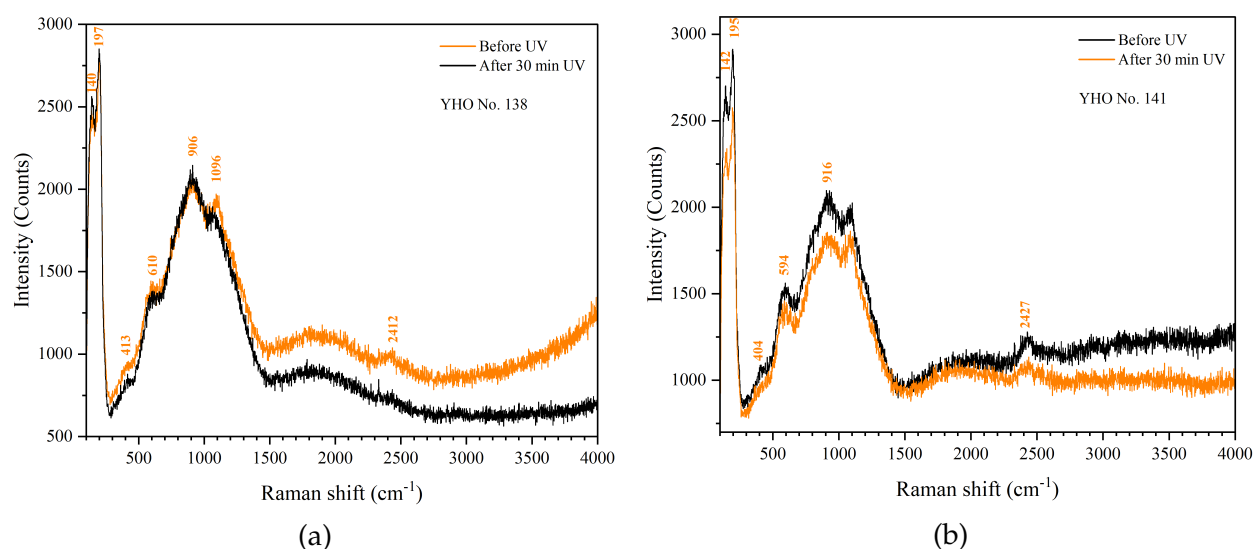 3000
2500
2000
1500
1000
500
Intensity (Counts)
140
197
413
610
906
1096
2412
Before UV
After 30 min UV
YHO No. 138
500 1000 1500 2000 2500 3000 3500 4000
Raman shift (cm-1)
(a)
3000
2500
2000
1500
1000
Intensity (Counts)
142
195
404
594
916
2427
Before UV
After 30 min UV
YHO No. 141
500 1000 1500 2000 2500 3000 3500 4000
Raman shift (cm-1)
(b)